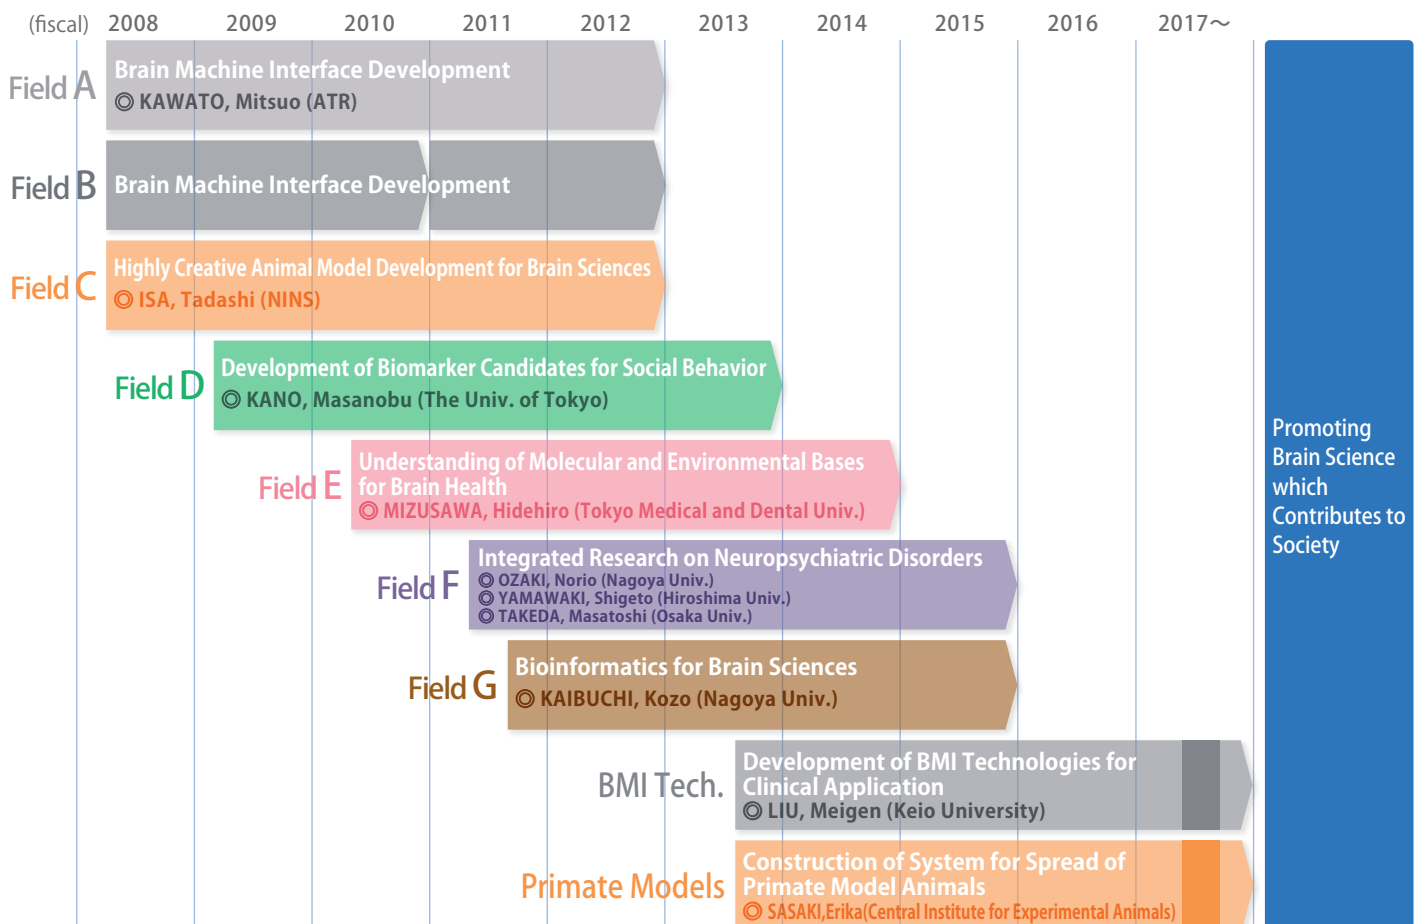 (fiscal) 2008 2009 2010 2011 2012 2013 2014 2015 2016 2017～
Field A
Brain Machine Interface Development
◎ KAWATO, Mitsuo (ATR)
Field B
Brain Machine Interface Development
Field C
Highly Creative Animal Model Development for Brain Sciences
◎ ISA, Tadashi (NINS)
Field D
Development of Biomarker Candidates for Social Behavior
◎ KANO, Masanobu (The Univ. of Tokyo)
Field E
Understanding of Molecular and Environmental Bases
for Brain Health
◎ MIZUSAWA, Hidehiro (Tokyo Medical and Dental Univ.)
Field F
Integrated Research on Neuropsychiatric Disorders
◎ OZAKI, Norio (Nagoya Univ.)
◎ YAMAWAKI, Shigeto (Hiroshima Univ.)
◎ TAKEDA, Masatoshi (Osaka Univ.)
Field G
Bioinformatics for Brain Sciences
◎ KAIBUCHI, Kozo (Nagoya Univ.)
BMI Tech.
Development of BMI Technologies for
Clinical Application
◎ LIU, Meigen (Keio University)
Primate Models
Construction of System for Spread of
Primate Model Animals
◎ SASAKI,Erika(Central Institute for Experimental Animals)
Promoting
Brain Science
which
Contributes to
Society